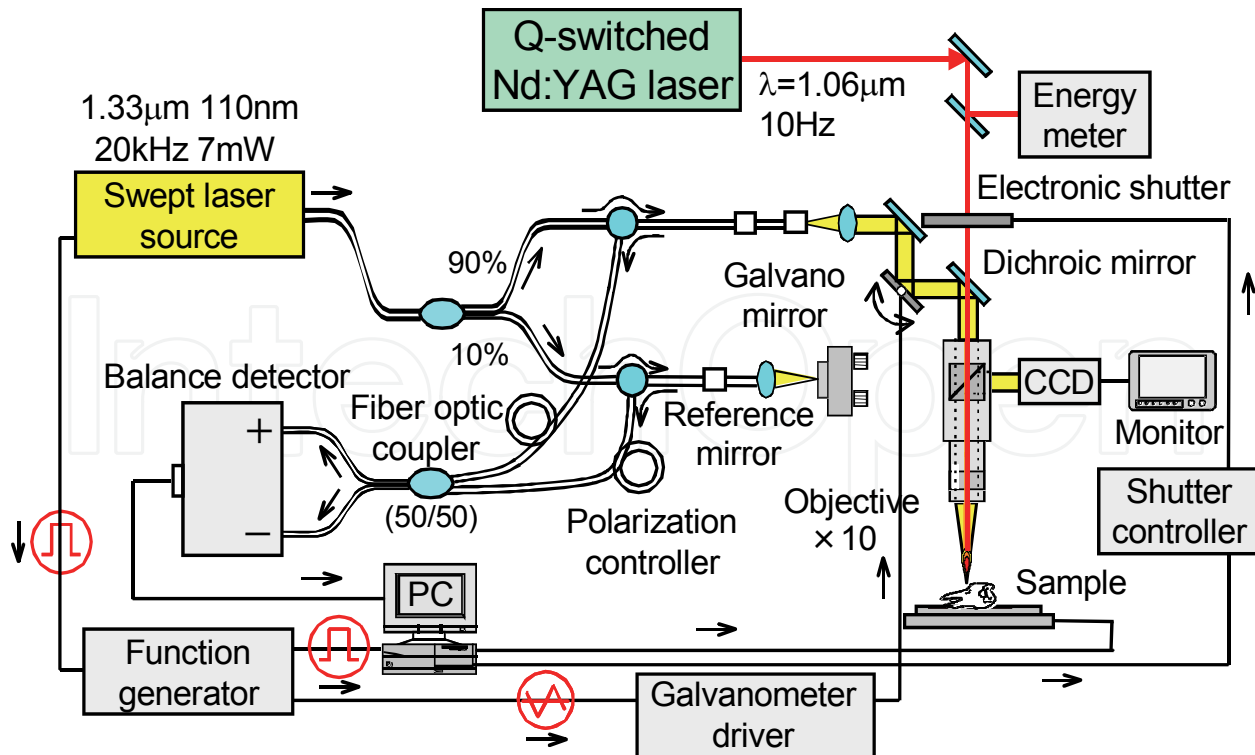 Q-switched
Nd:YAG laser
λ=1.06μm
10Hz
Energy
meter
1.33μm 110nm
20kHz 7mW
Swept laser
source
Electronic shutter
90%
Galvano
mirror
Dichroic mirror
10%
Balance detector
Fiber optic
coupler
Reference
mirror
CCD
Monitor
+
−
(50/50)
Polarization
controller
Objective
×10
Shutter
controller
PC
Sample
Function
generator
Galvanometer
driver
IntechOpen